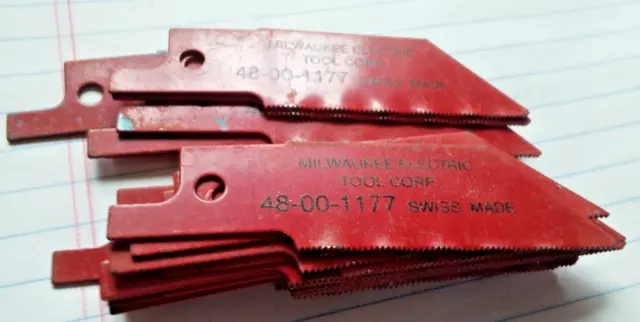 MILWAUKEE ELECTRIC
TOOL CORP.
48-00-1177 SWISS MADE
MILWAUKEE ELECTRIC
TOOL CORP.
48-00-1177 SWISS MADE